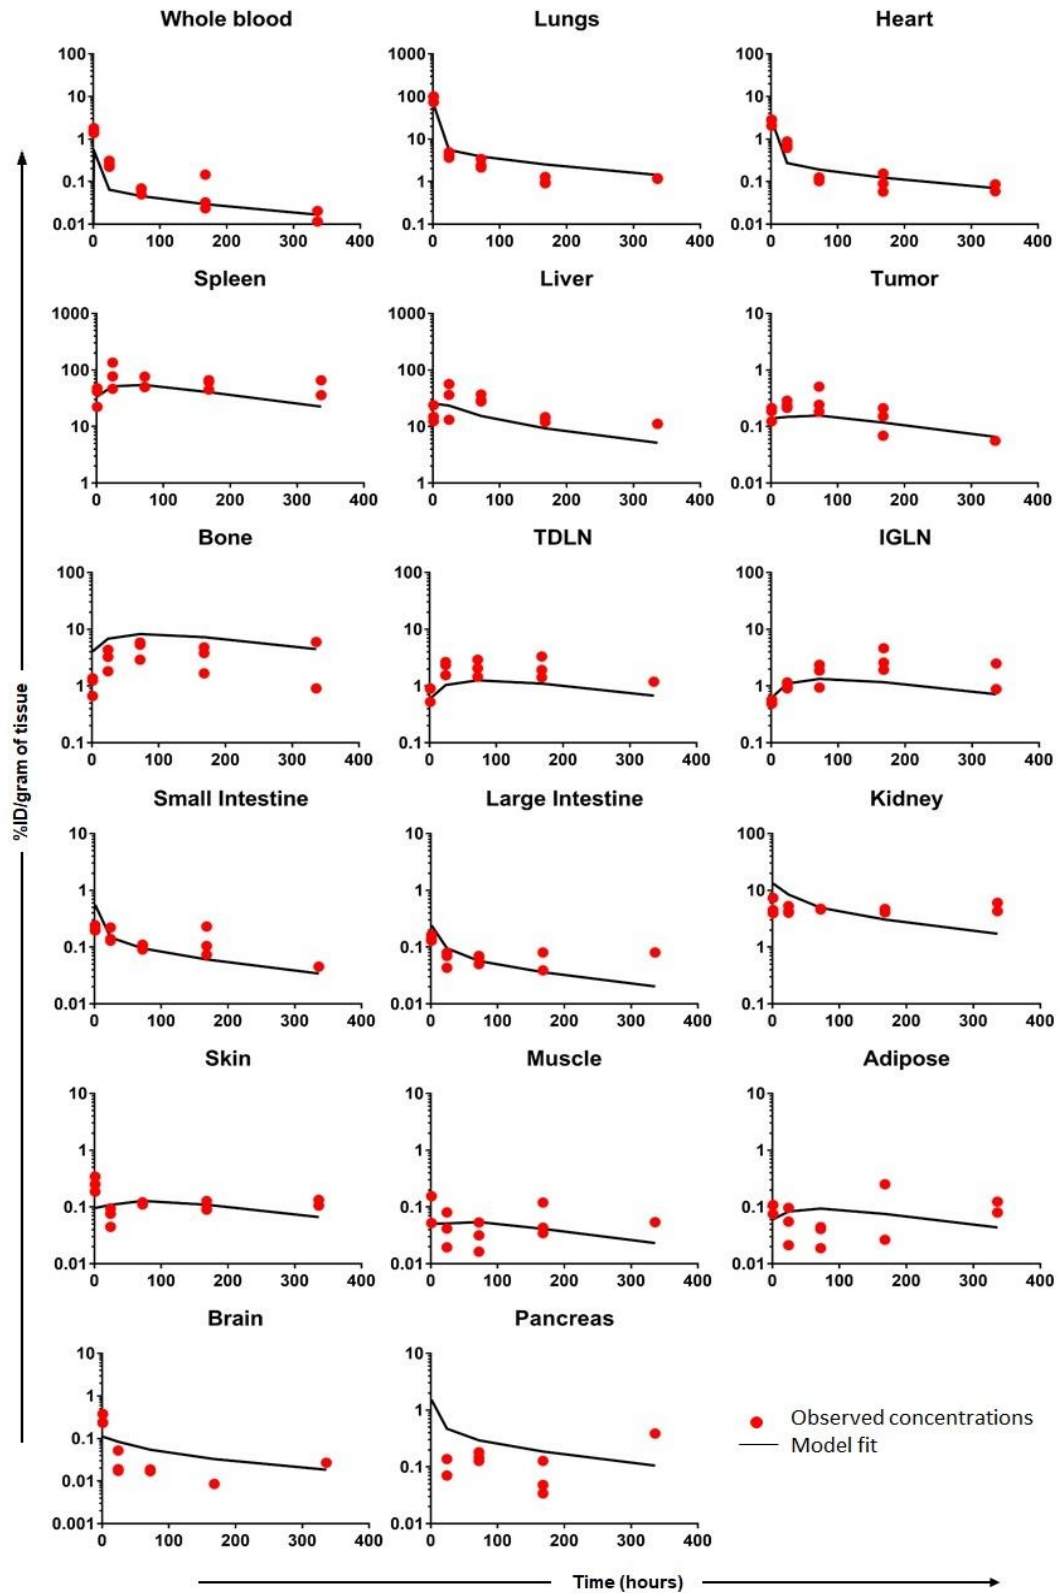 Whole blood
Lungs
Heart
100
10
1
0.1
0.01
0 100 200 300 400
1000
100
10
1
0.1
0 100 200 300 400
100
10
1
0.1
0.01
0 100 200 300 400
Spleen
Liver
Tumor
1000
100
10
1
0 100 200 300 400
1000
100
10
1
0 100 200 300 400
10
1
0.1
0.01
0 100 200 300 400
Bone
TDLN
IGLN
100
10
1
0.1
0 100 200 300 400
100
10
1
0.1
0 100 200 300 400
100
10
1
0.1
0 100 200 300 400
%ID/gram of tissue
Small Intestine
Large Intestine
Kidney
10
1
0.1
0.01
0 100 200 300 400
10
1
0.1
0.01
0 100 200 300 400
100
10
1
0.1
0 100 200 300 400
Skin
Muscle
Adipose
10
1
0.1
0.01
0 100 200 300 400
10
1
0.1
0.01
0 100 200 300 400
10
1
0.1
0.01
0 100 200 300 400
Brain
Pancreas
10
1
0.1
0.01
0.001
0 100 200 300 400
10
1
0.1
0.01
0 100 200 300 400
Observed concentrations
Model fit
Time (hours)